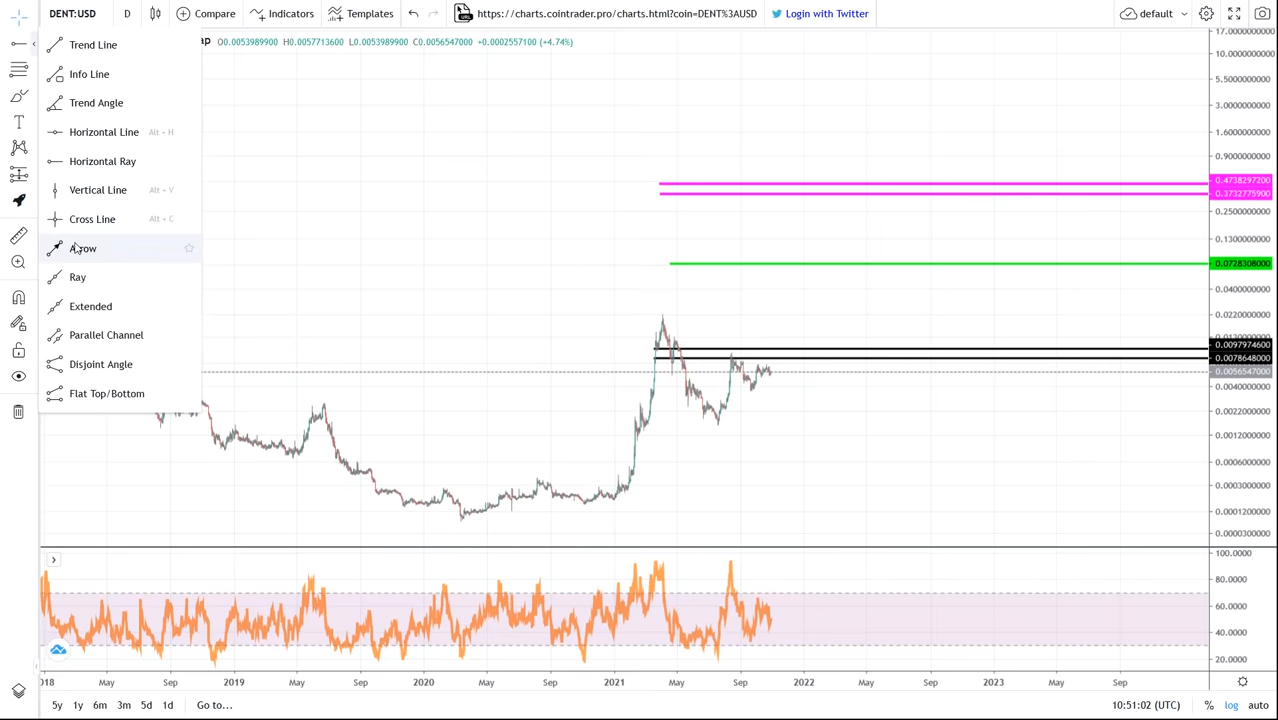 DENT:USD D Compare Indicators Templates https://charts.cointrader.pro/charts.html?coin=DENT%3AUSD Login with Twitter default
ap O0.0053989900 H0.0057713600 L0.0053989900 C0.0056547000 +0.0002557100 (+4.74%)
Trend Line
Info Line
Trend Angle
Horizontal Line Alt + H
Horizontal Ray
Vertical Line Alt + V
Cross Line Alt + C
Arrow
Ray
Extended
Parallel Channel
Disjoint Angle
Flat Top/Bottom
17.0000000000
10.0000000000
5.5000000000
3.0000000000
1.6000000000
0.9000000000
0.4738297200
0.3732775900
0.2500000000
0.1300000000
0.0728308000
0.0400000000
0.0220000000
0.0097974600
0.0078648000
0.0056547000
0.0040000000
0.0022000000
0.0012000000
0.0006000000
0.0003000000
0.0001200000
0.0000300000
100.0000
80.0000
60.0000
40.0000
20.0000
018 May Sep 2019 May Sep 2020 May Sep 2021 May Sep 2022 May Sep 2023 May Sep
5y 1y 6m 3m 5d 1d Go to... 10:51:02 (UTC) % log auto